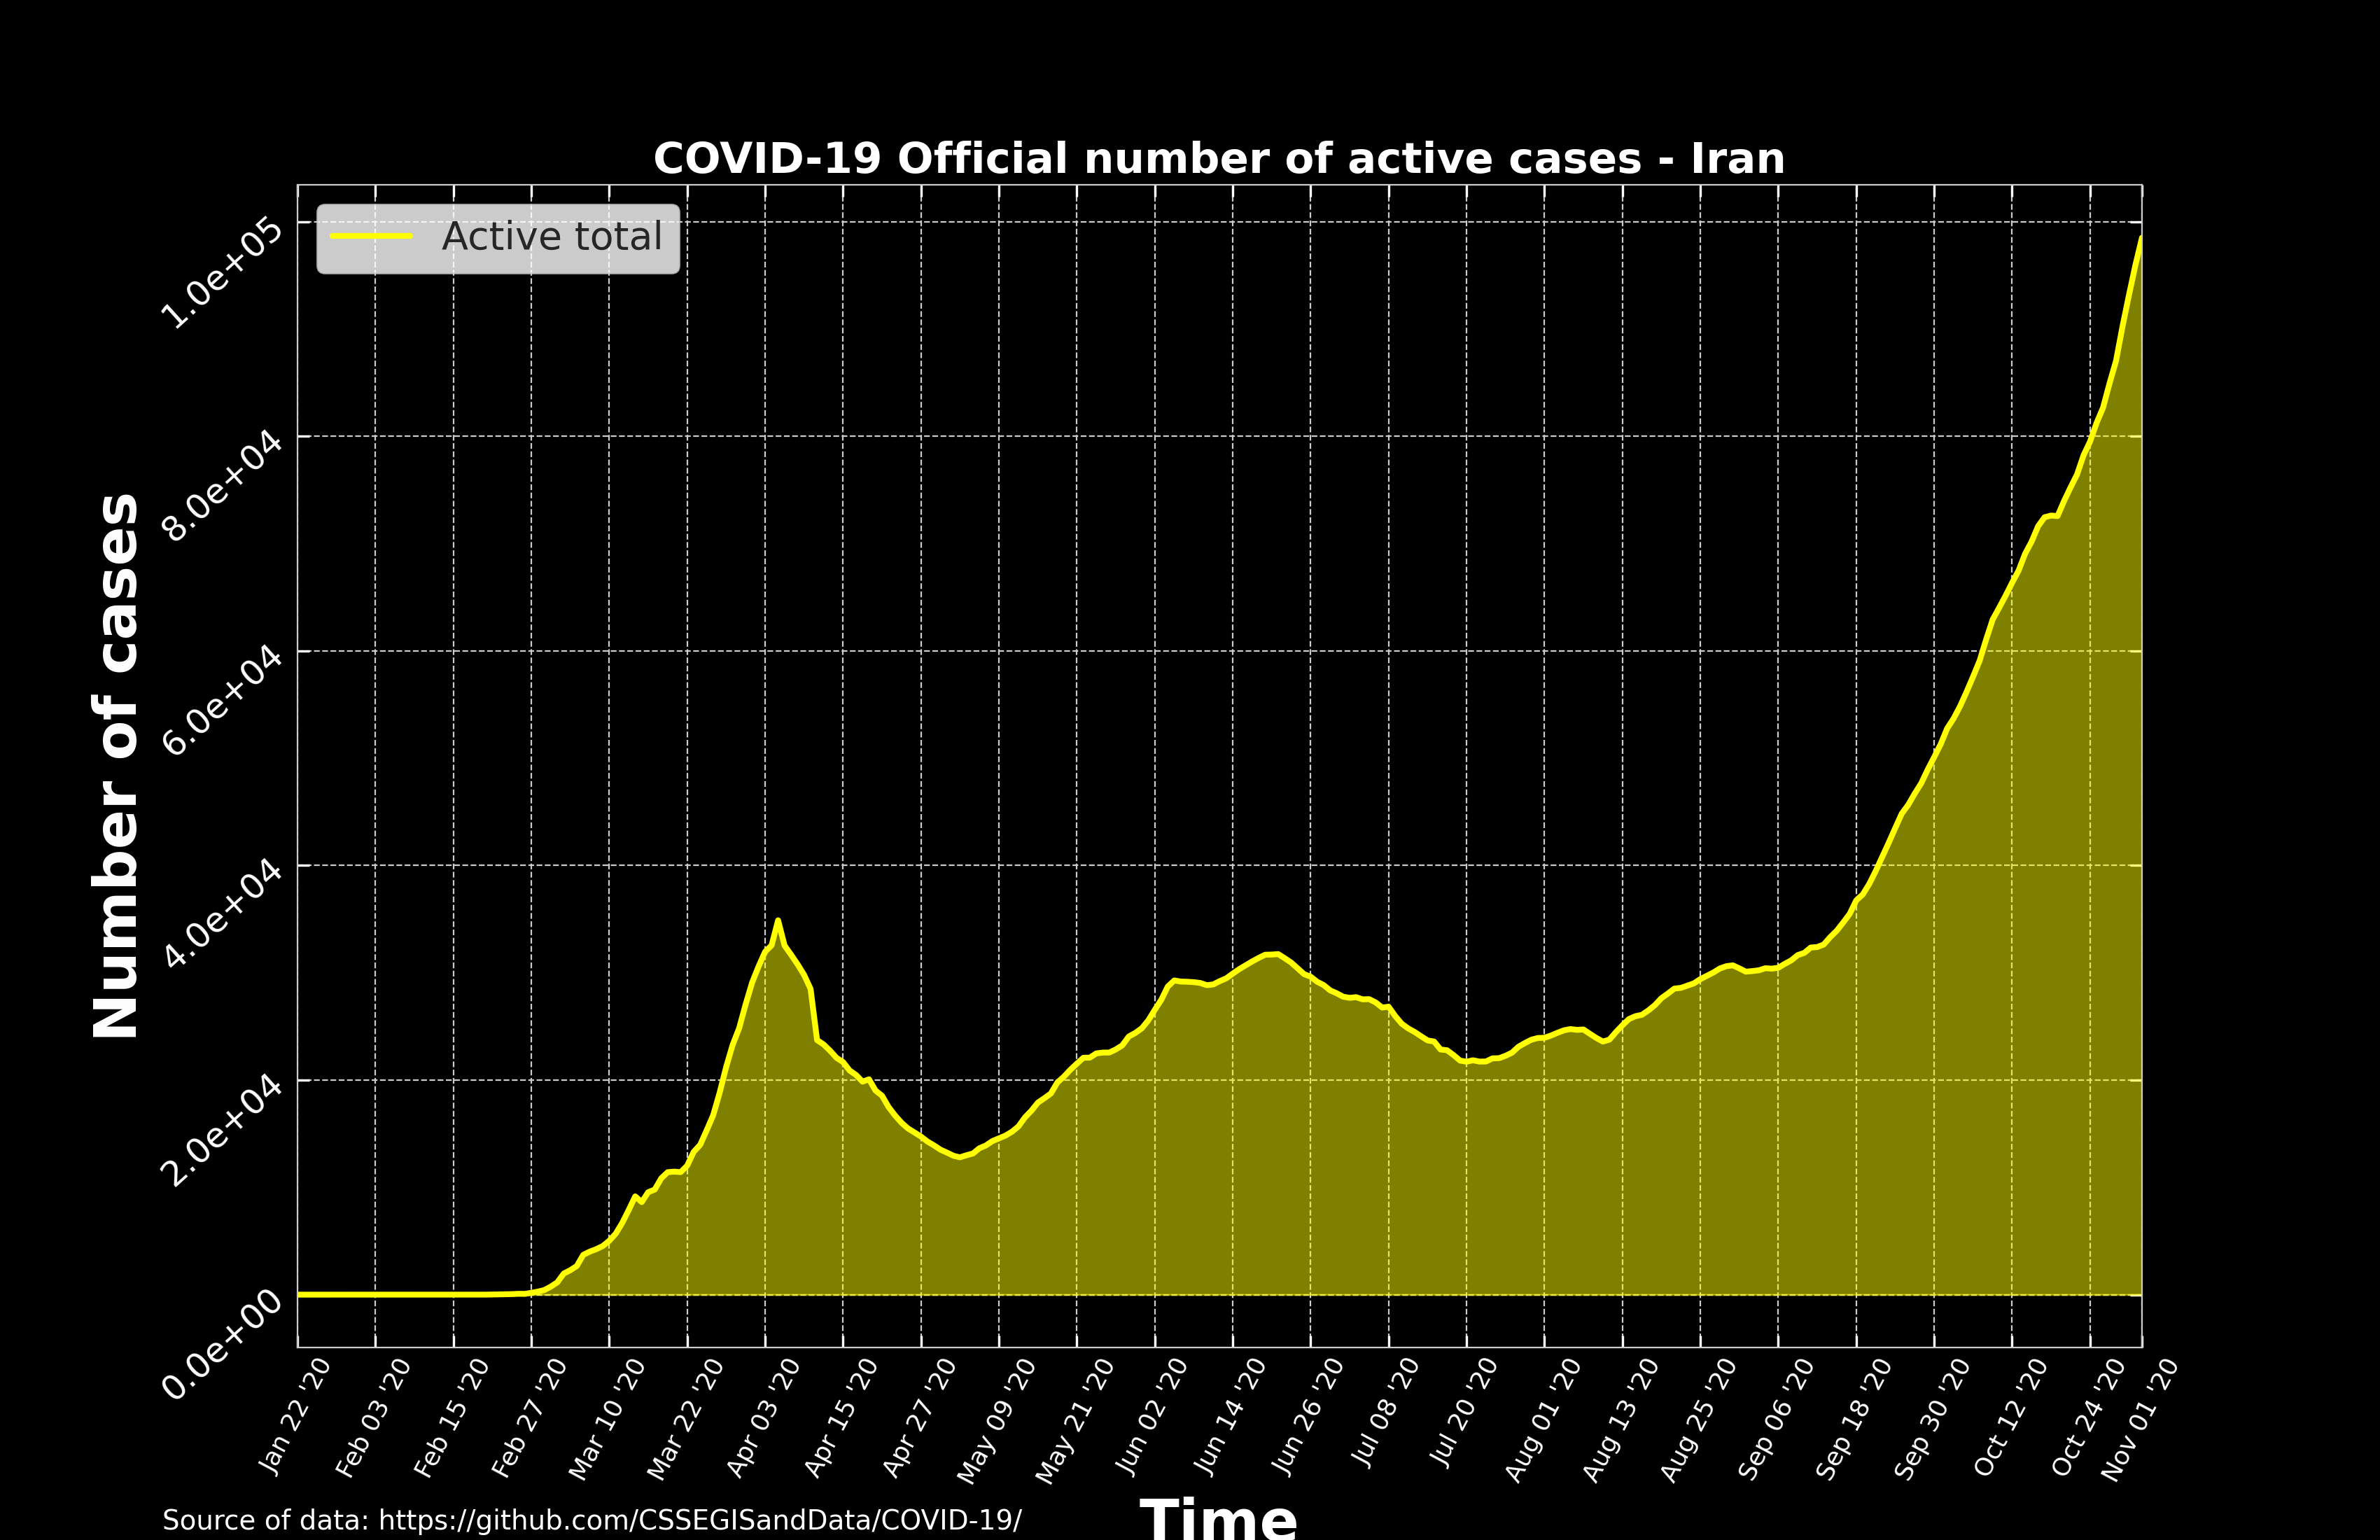 COVID-19 Official number of active cases - Iran
Active total
Number of cases
1.0e+05
8.0e+04
6.0e+04
4.0e+04
2.0e+04
0.0e+00
Jan 22 '20
Feb 03 '20
Feb 15 '20
Feb 27 '20
Mar 10 '20
Mar 22 '20
Apr 03 '20
Apr 15 '20
Apr 27 '20
May 09 '20
May 21 '20
Jun 02 '20
Jun 14 '20
Jun 26 '20
Jul 08 '20
Jul 20 '20
Aug 01 '20
Aug 13 '20
Aug 25 '20
Sep 06 '20
Sep 18 '20
Sep 30 '20
Oct 12 '20
Oct 24 '20
Nov 01 '20
Time
Source of data: https://github.com/CSSEGISandData/COVID-19/